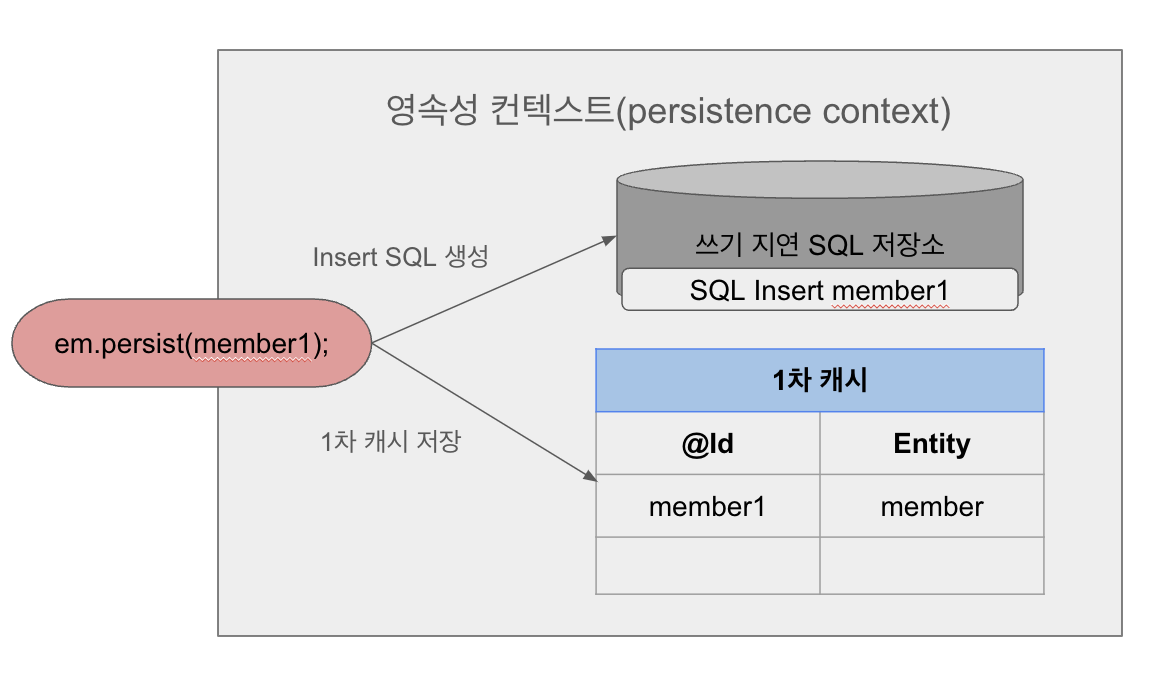 영속성 컨텍스트(persistence context)
쓰기 지연 SQL 저장소
Insert SQL 생성
SQL Insert member1
em.persist(member1);
1차 캐시
1차 캐시 저장
@Id Entity
member1 member